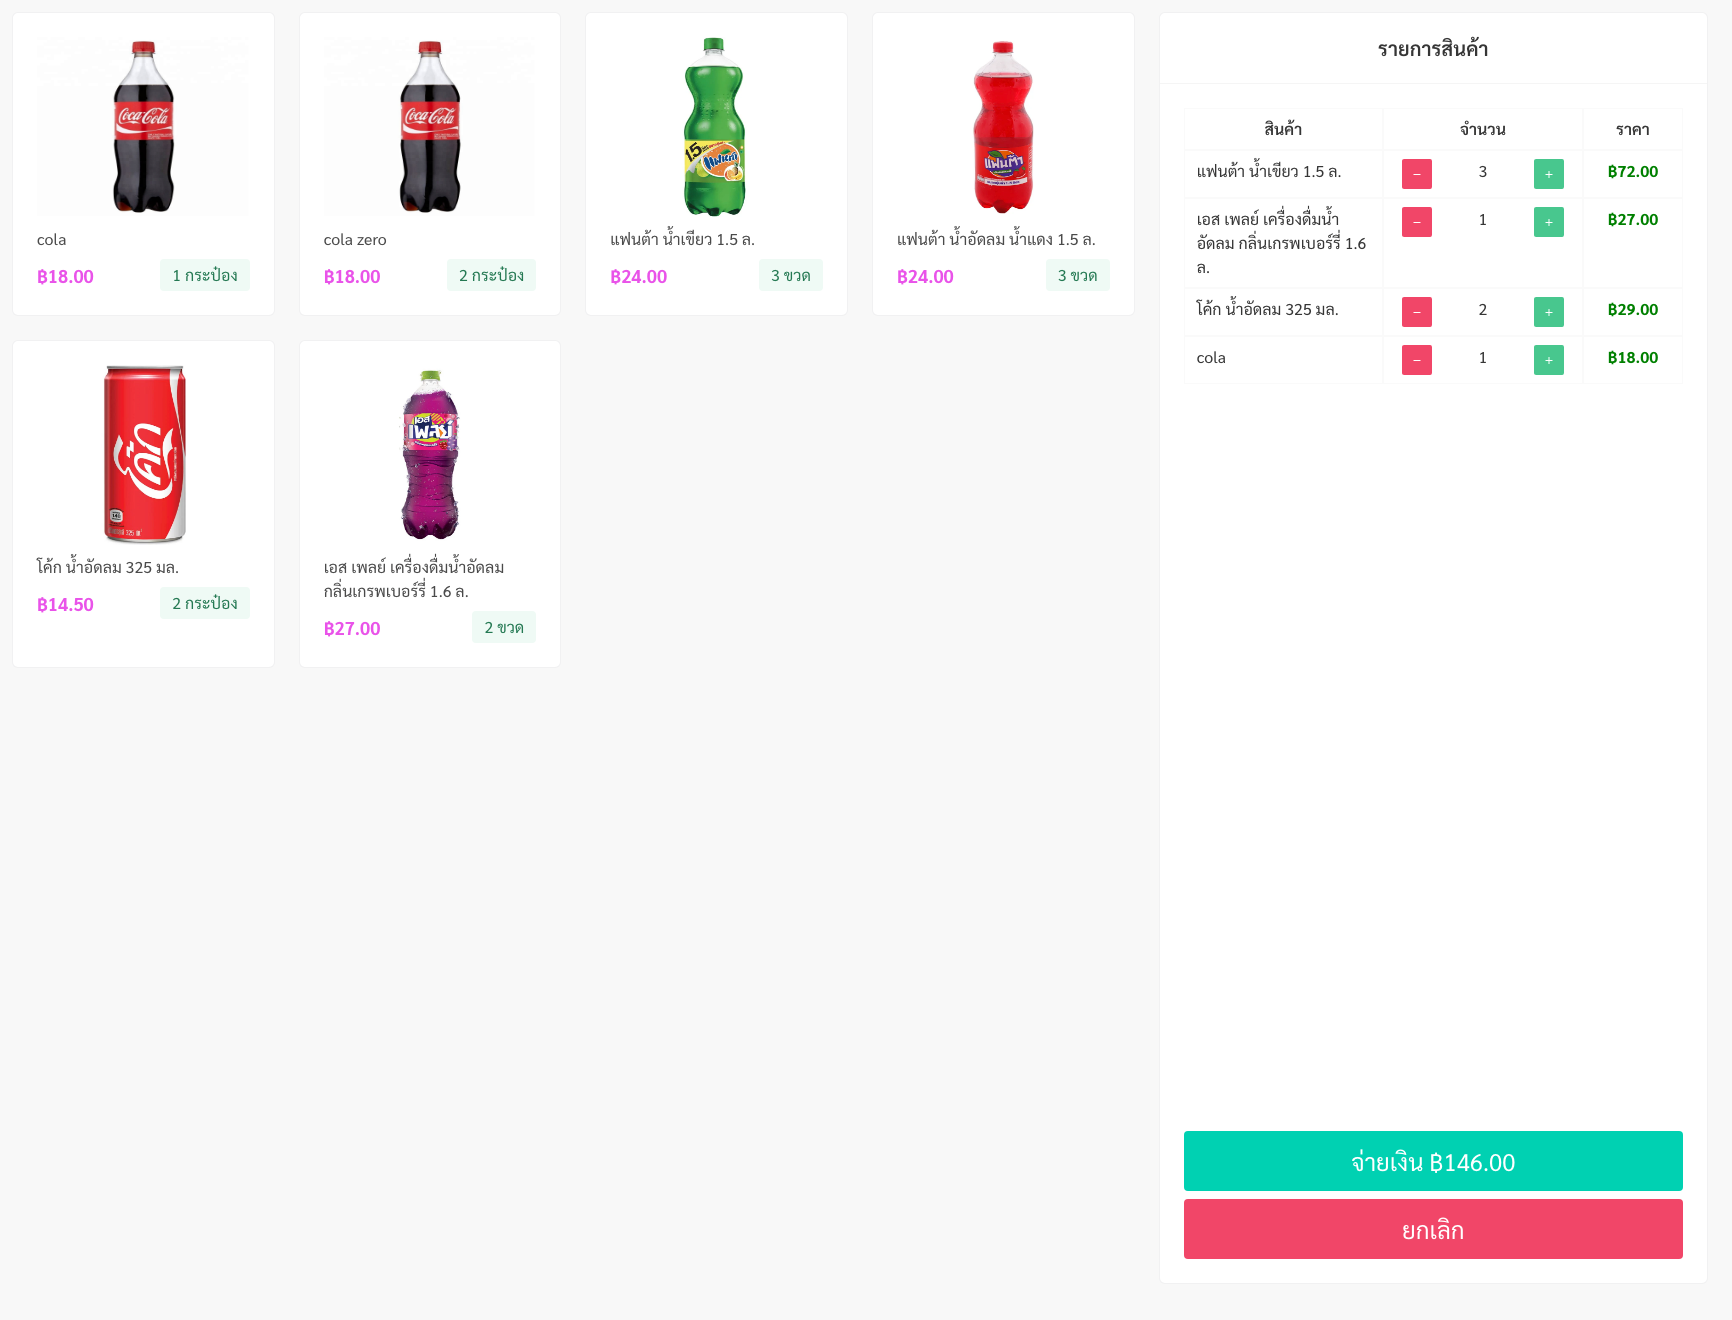 Coca-Cola
cola
฿18.00
1 กระป๋อง
Coca-Cola
cola zero
฿18.00
2 กระป๋อง
1.5
แฟนต้า
แฟนต้า น้ำเขียว 1.5 ล.
฿24.00
3 ขวด
แฟนต้า
แฟนต้า น้ำอัดลม น้ำแดง 1.5 ล.
฿24.00
3 ขวด
โค้ก
โค้ก น้ำอัดลม 325 มล.
฿14.50
2 กระป๋อง
เอส
เพลย์
เอส เพลย์ เครื่องดื่มน้ำอัดลม
กลิ่นเกรพเบอร์รี่ 1.6 ล.
฿27.00
2 ขวด
รายการสินค้า
สินค้า จำนวน ราคา
แฟนต้า น้ำเขียว 1.5 ล. − 3 + ฿72.00
เอส เพลย์ เครื่องดื่มน้ำ − 1 + ฿27.00
อัดลม กลิ่นเกรพเบอร์รี่ 1.6
ล.
โค้ก น้ำอัดลม 325 มล. − 2 + ฿29.00
cola − 1 + ฿18.00
จ่ายเงิน ฿146.00
ยกเลิก